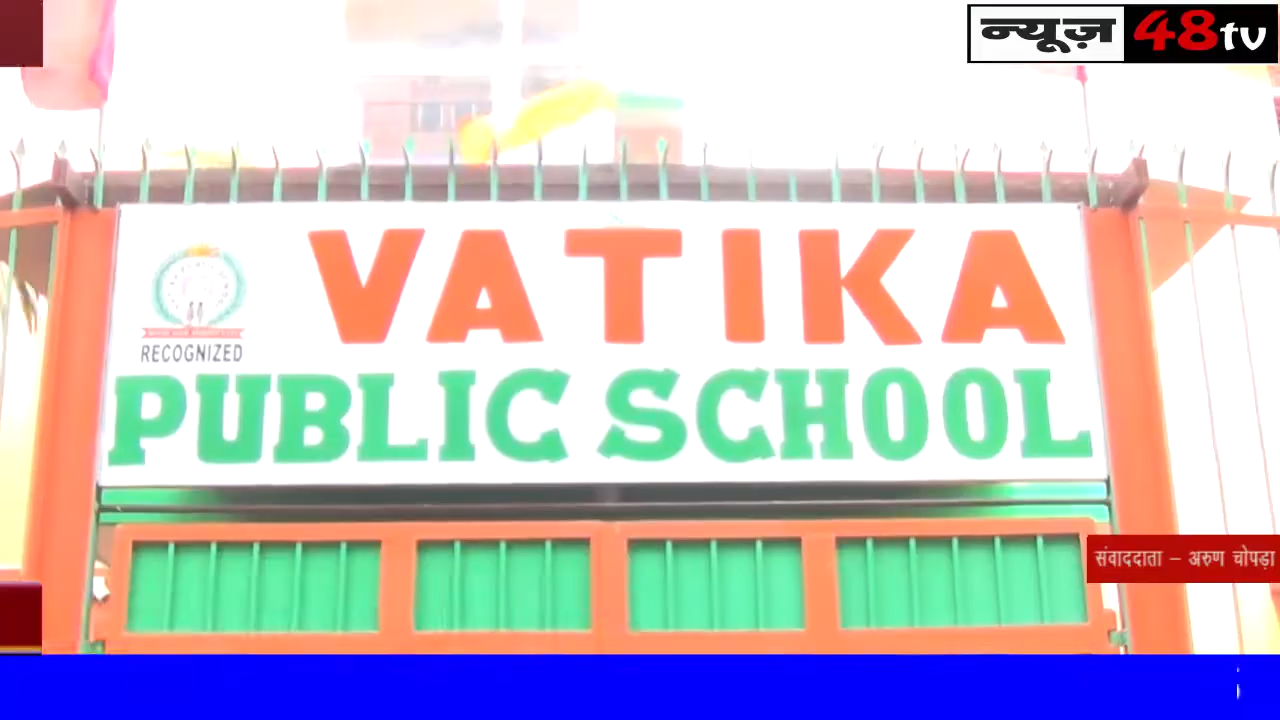 न्यूज़ 48tv
VATIKA
RECOGNIZED
PUBLIC SCHOOL
संवाददाता – अरुण चोपड़ा